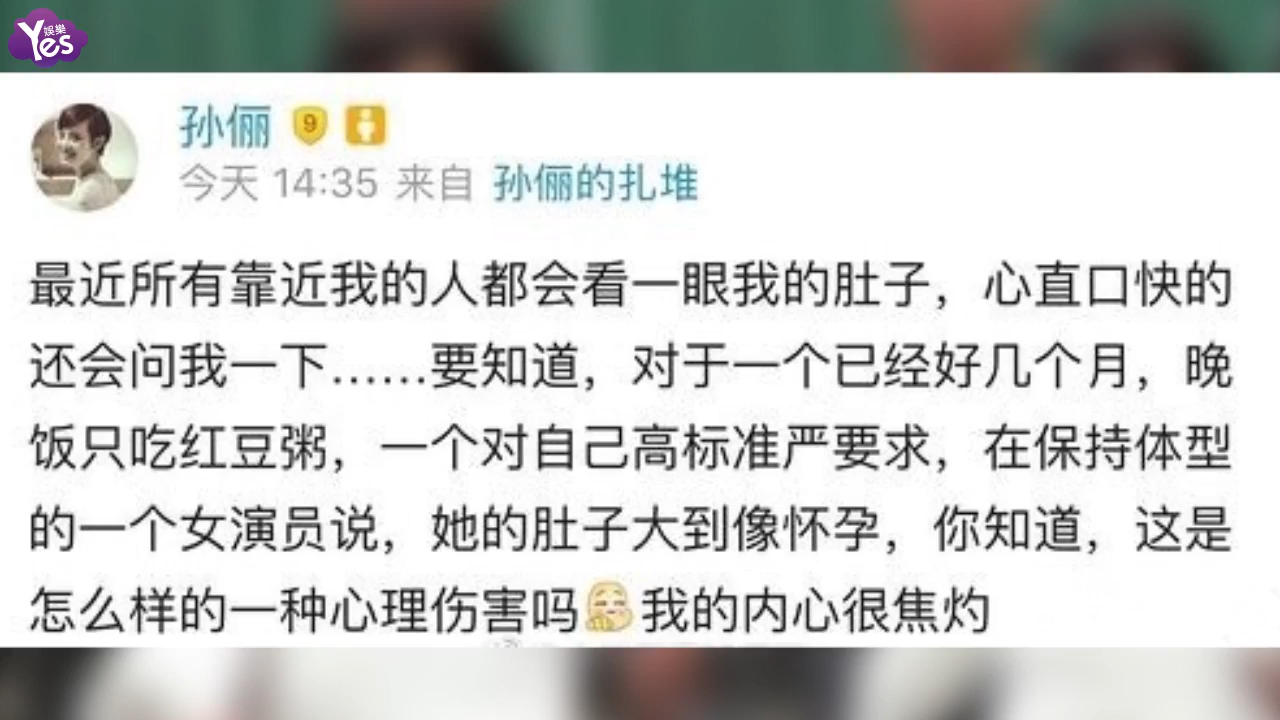 Yes娛樂
孙俪 9
今天 14:35 来自 孙俪的扎堆
最近所有靠近我的人都会看一眼我的肚子，心直口快的
还会问我一下……要知道，对于一个已经好几个月，晚
饭只吃红豆粥，一个对自己高标准严要求，在保持体型
的一个女演员说，她的肚子大到像怀孕，你知道，这是
怎么样的一种心理伤害吗我的内心很焦灼